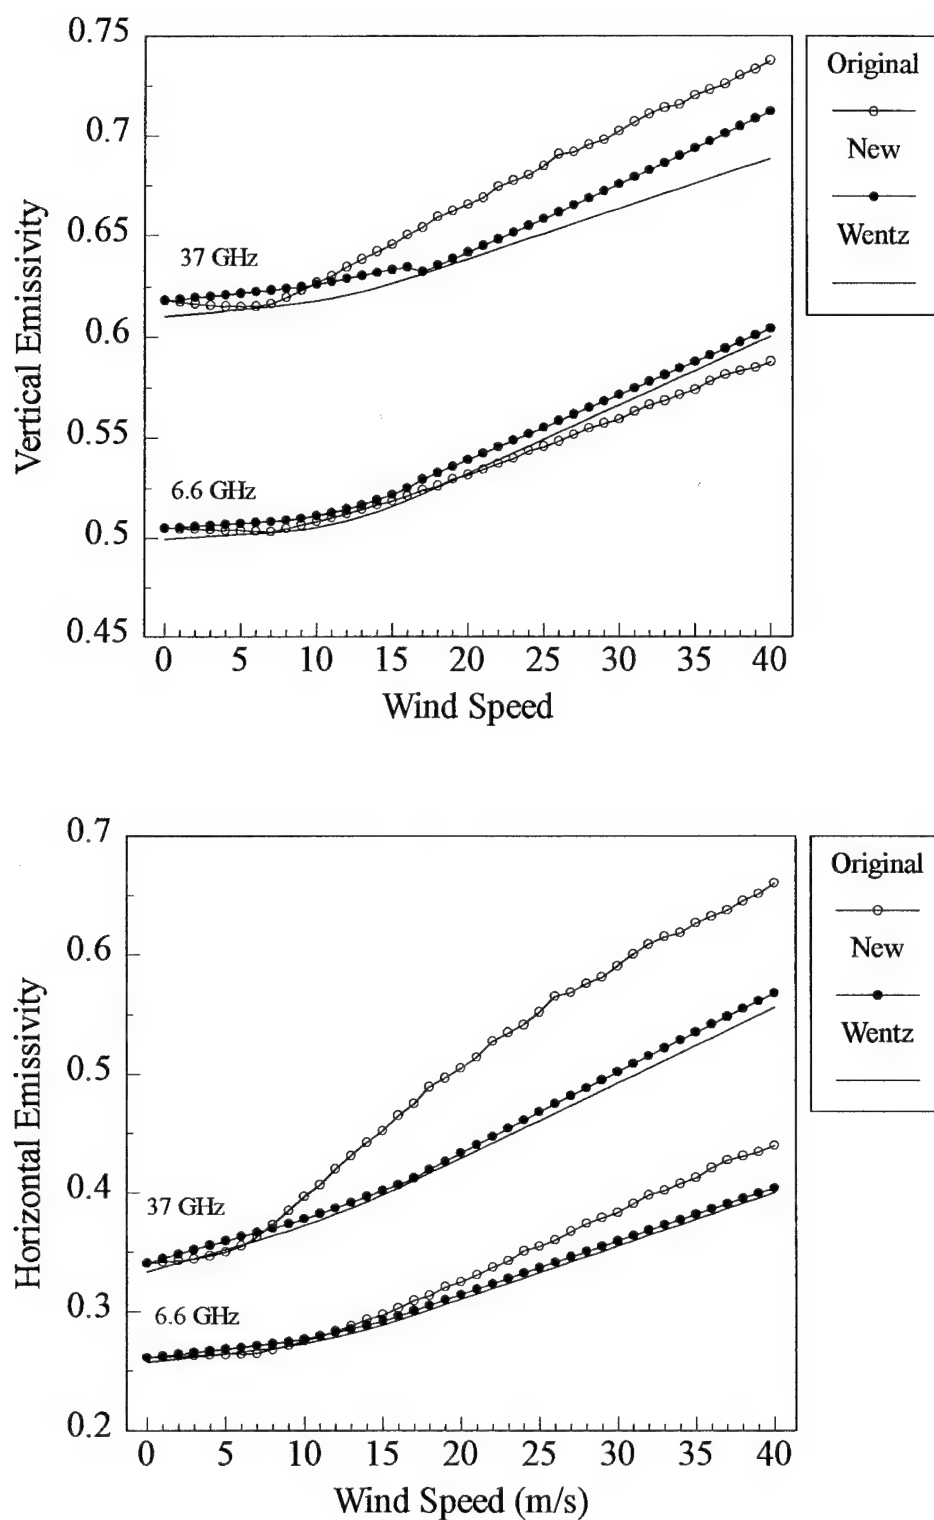 0.75
0.7
0.65
0.6
0.55
0.5
0.45
Vertical Emissivity
37 GHz
6.6 GHz
0 5 10 15 20 25 30 35 40
Wind Speed
Original
New
Wentz
0.7
0.6
0.5
0.4
0.3
0.2
Horizontal Emissivity
37 GHz
6.6 GHz
0 5 10 15 20 25 30 35 40
Wind Speed (m/s)
Original
New
Wentz